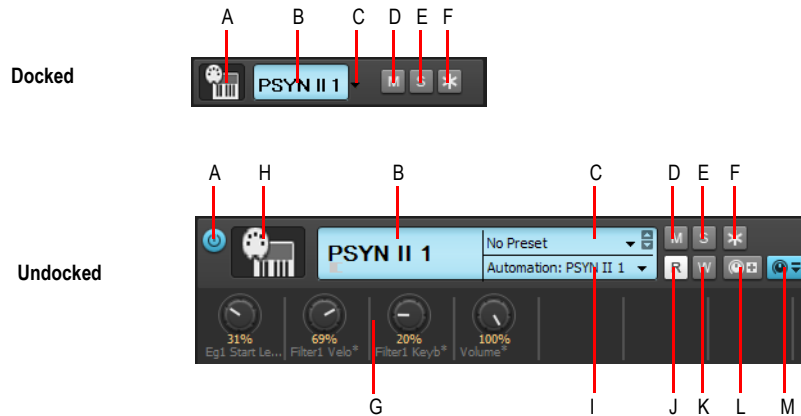 A B C D E F
Docked
PSYN II 1 M S
A H B C D E F
Undocked
PSYN II 1
No Preset M S
Automation: PSYN II 1 R W
31% 69% 20% 100%
Eg1 Start Le... Filter1 Velo* Filter1 Keyb* Volume*
G I J K L M